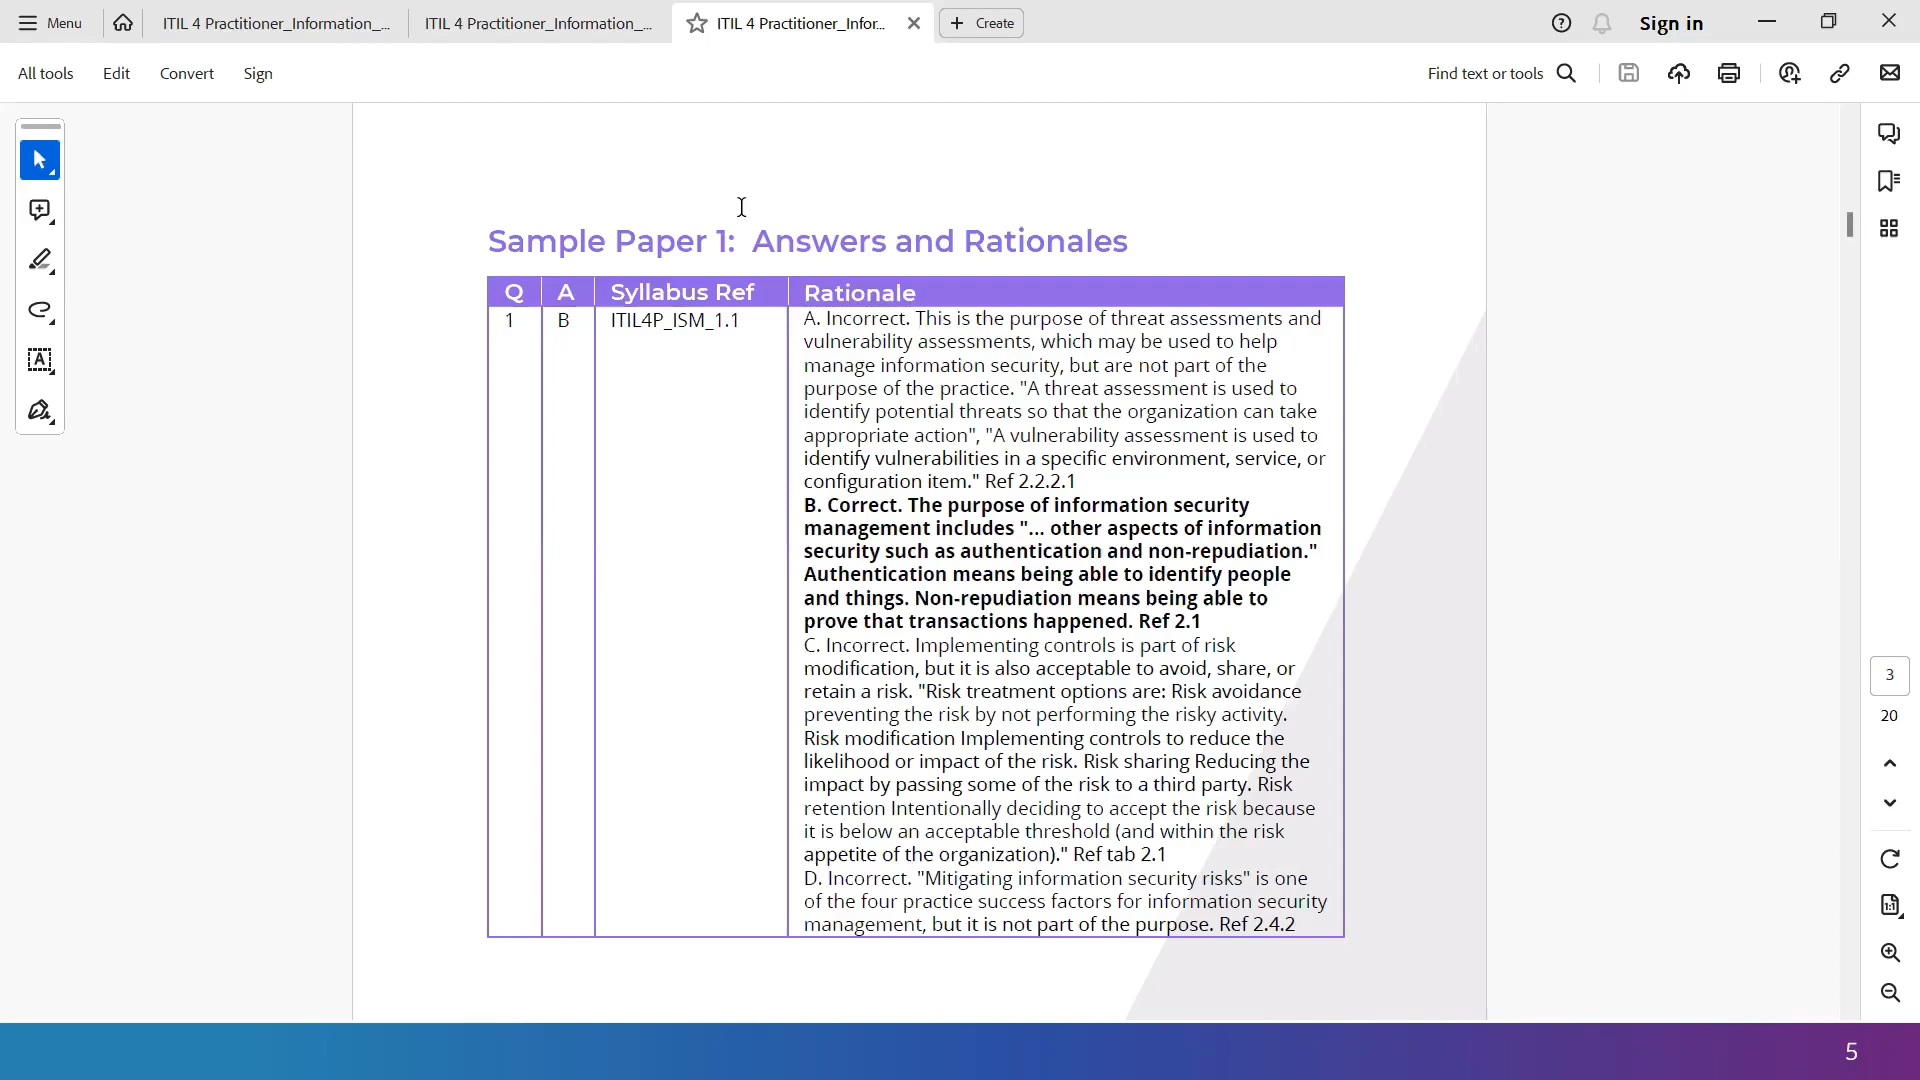 Menu
ITIL 4 Practitioner_Information_...
ITIL 4 Practitioner_Information_...
ITIL 4 Practitioner_Infor...
Create
Sign in
All tools
Edit
Convert
Sign
Find text or tools
Sample Paper 1: Answers and Rationales
Q A Syllabus Ref Rationale
1 B ITIL4P_ISM_1.1
A. Incorrect. This is the purpose of threat assessments and
vulnerability assessments, which may be used to help
manage information security, but are not part of the
purpose of the practice. "A threat assessment is used to
identify potential threats so that the organization can take
appropriate action", "A vulnerability assessment is used to
identify vulnerabilities in a specific environment, service, or
configuration item." Ref 2.2.2.1
B. Correct. The purpose of information security
management includes "... other aspects of information
security such as authentication and non-repudiation."
Authentication means being able to identify people
and things. Non-repudiation means being able to
prove that transactions happened. Ref 2.1
C. Incorrect. Implementing controls is part of risk
modification, but it is also acceptable to avoid, share, or
retain a risk. "Risk treatment options are: Risk avoidance
preventing the risk by not performing the risky activity.
Risk modification Implementing controls to reduce the
likelihood or impact of the risk. Risk sharing Reducing the
impact by passing some of the risk to a third party. Risk
retention Intentionally deciding to accept the risk because
it is below an acceptable threshold (and within the risk
appetite of the organization)." Ref tab 2.1
D. Incorrect. "Mitigating information security risks" is one
of the four practice success factors for information security
management, but it is not part of the purpose. Ref 2.4.2
3
20
1:1
5